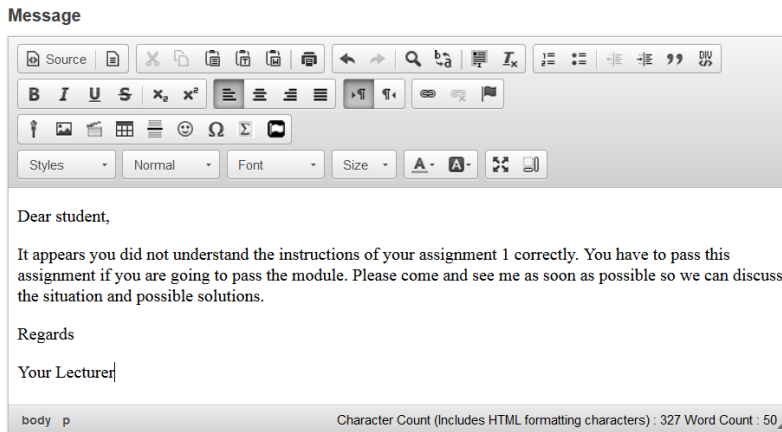 Message
Source
B I U S x₂ x²
Styles Normal Font Size A A
Dear student,
It appears you did not understand the instructions of your assignment 1 correctly. You have to pass this
assignment if you are going to pass the module. Please come and see me as soon as possible so we can discuss
the situation and possible solutions.
Regards
Your Lecturer
body p Character Count (Includes HTML formatting characters) : 327 Word Count : 50